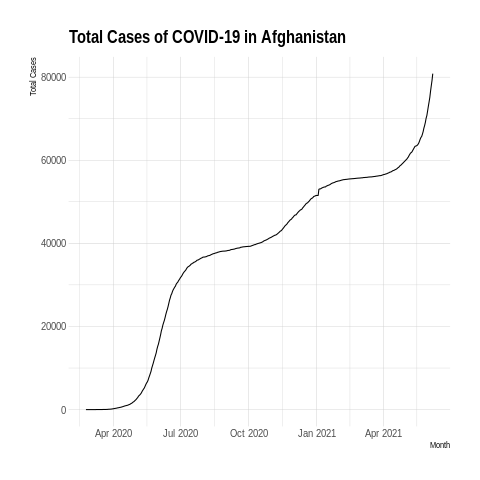 Total Cases of COVID-19 in Afghanistan
Total Cases
80000
60000
40000
20000
0
Apr 2020 Jul 2020 Oct 2020 Jan 2021 Apr 2021
Month